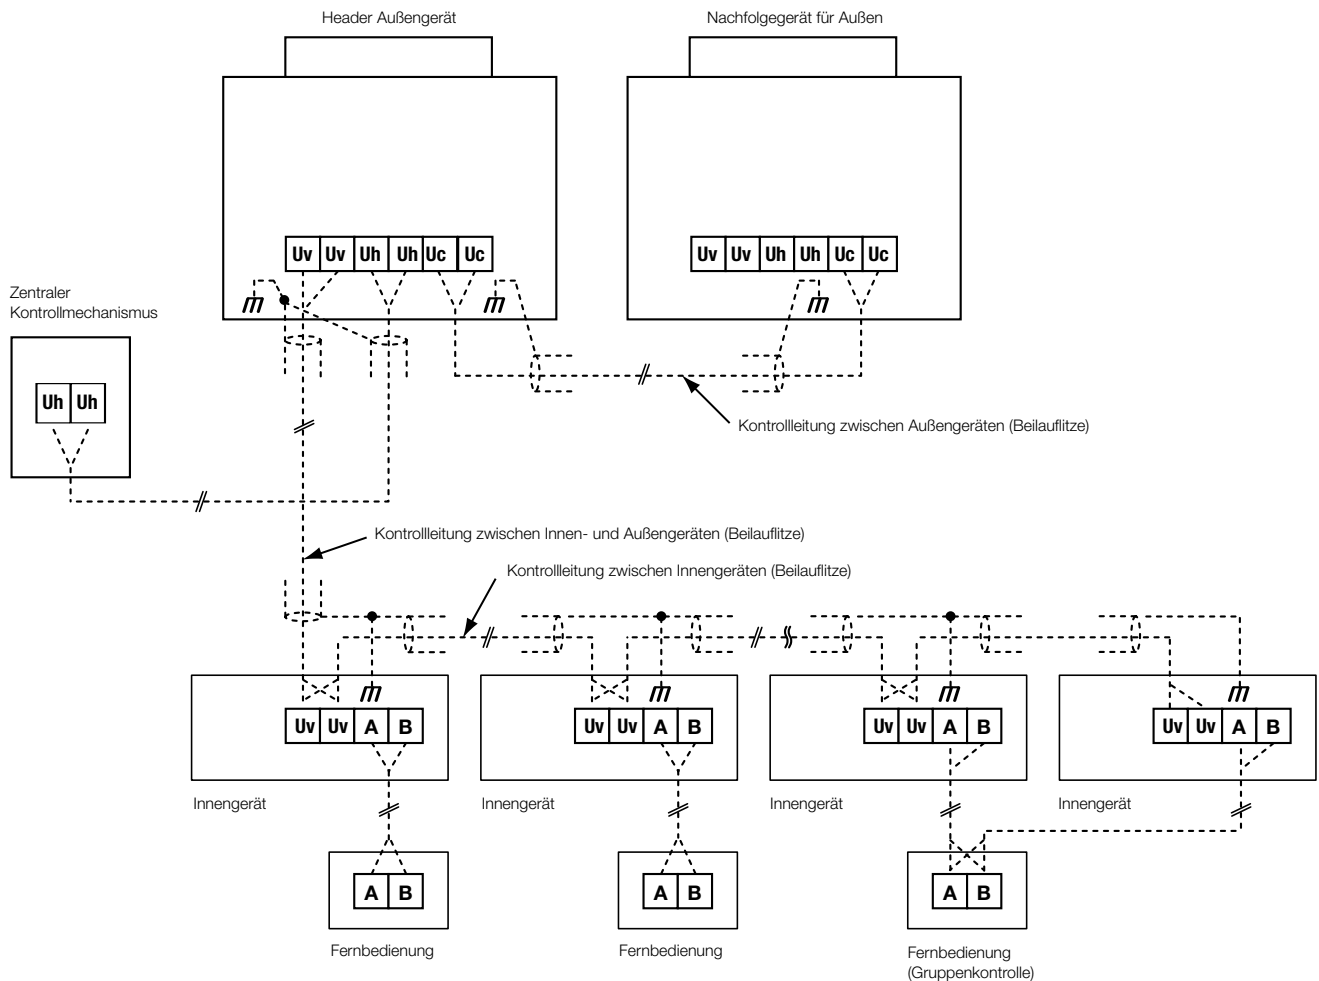 Header Außengerät
Nachfolgegerät für Außen
Uv Uv Uh Uh Uc Uc
Uv Uv Uh Uh Uc Uc
Zentraler
Kontrollmechanismus
Uh Uh
Kontrollleitung zwischen Außengeräten (Beilauflitze)
Kontrollleitung zwischen Innen- und Außengeräten (Beilauflitze)
Kontrollleitung zwischen Innengeräten (Beilauflitze)
Uv Uv A B
Uv Uv A B
Uv Uv A B
Uv Uv A B
Innengerät
Innengerät
Innengerät
Innengerät
A B
A B
A B
Fernbedienung
Fernbedienung
Fernbedienung
(Gruppenkontrolle)